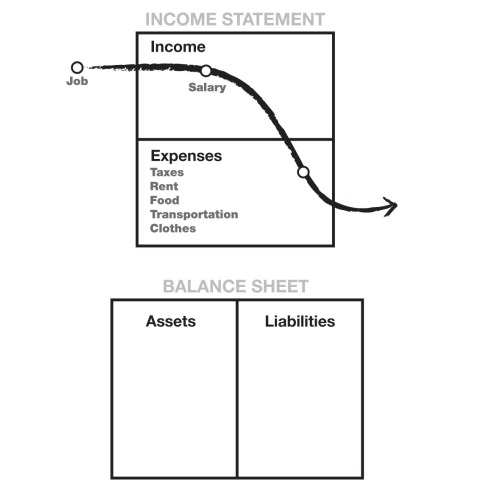 INCOME STATEMENT
Income
Job
Salary
Expenses
Taxes
Rent
Food
Transportation
Clothes
BALANCE SHEET
Assets
Liabilities